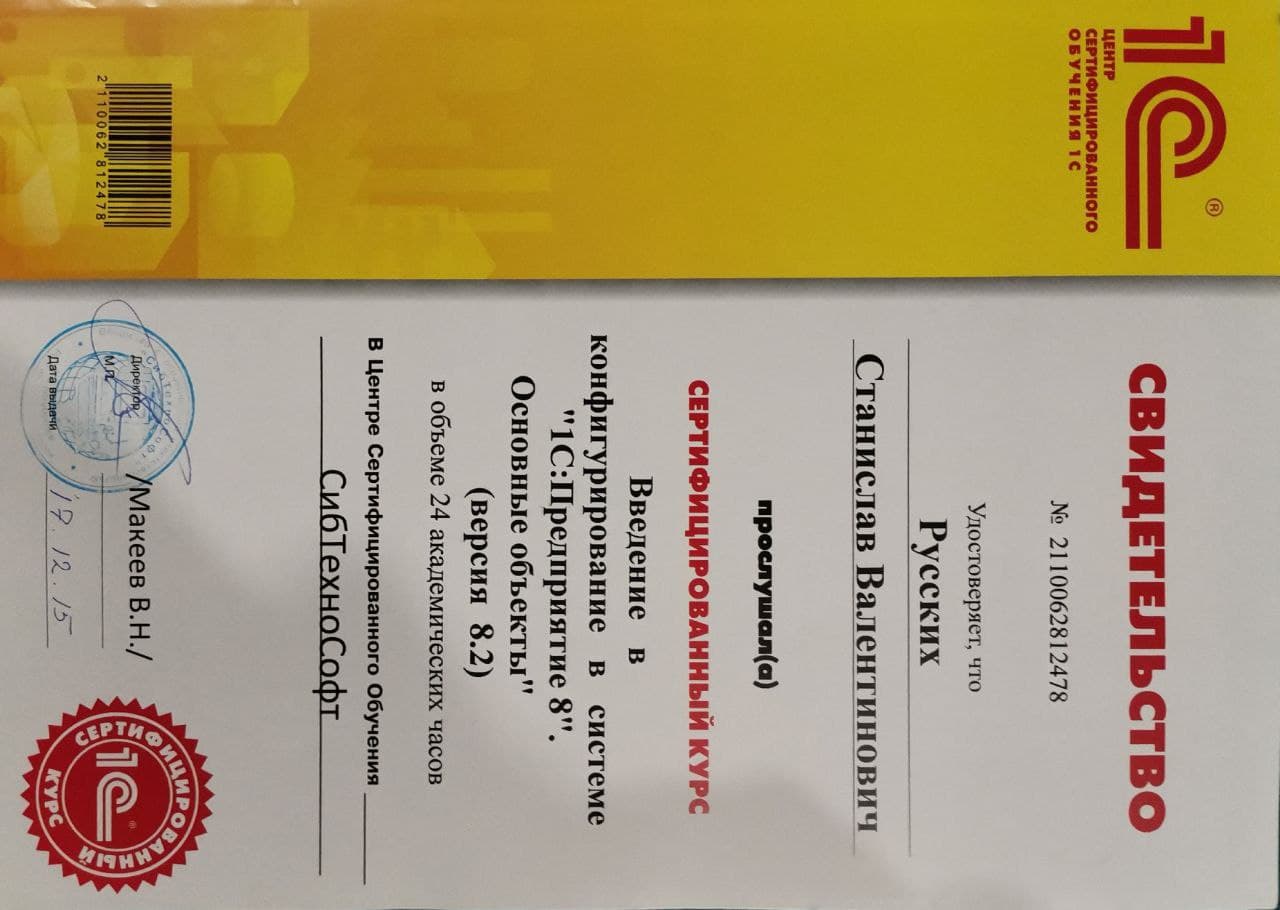 1С®
ЦЕНТР
СЕРТИФИЦИРОВАННОГО
ОБУЧЕНИЯ 1С
СВИДЕТЕЛЬСТВО
№ 2110062812478
Удостоверяет, что
Русских
Станислав Валентинович
прослушал(а)
СЕРТИФИЦИРОВАННЫЙ КУРС
Введение в
конфигурирование в системе
"1С:Предприятие 8".
Основные объекты"
(версия 8.2)
в объеме 24 академических часов
В Центре Сертифицированного Обучения
СибТехноСофт
СибТехноСофт
Директор
/Макеев В.Н./
М.П.
Дата выдачи
17.12.15
2 110062 812478
СЕРТИФИЦИРОВАННЫЙ
1С®
КУРС